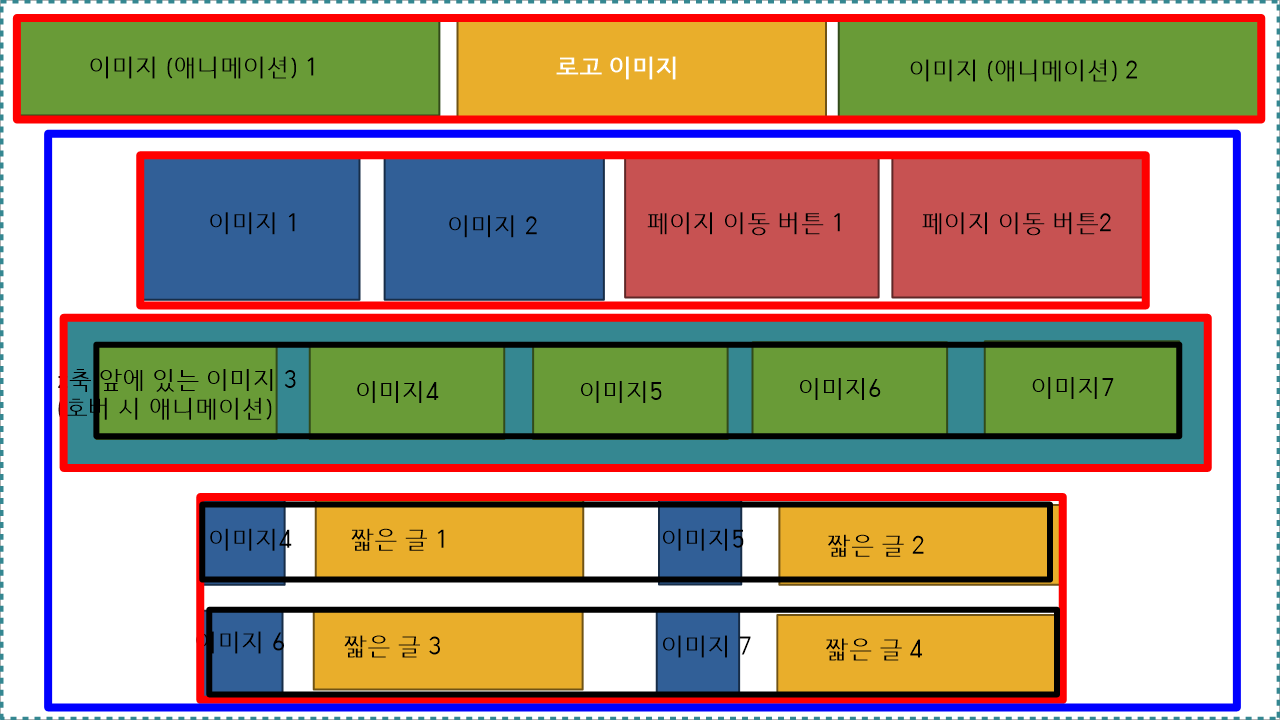 이미지 (애니메이션) 1
로고 이미지
이미지 (애니메이션) 2
이미지 1
이미지 2
페이지 이동 버튼 1
페이지 이동 버튼2
축 앞에 있는 이미지 3
(호버 시 애니메이션)
이미지4
이미지5
이미지6
이미지7
이미지4
짧은 글 1
이미지5
짧은 글 2
이미지 6
짧은 글 3
이미지 7
짧은 글 4